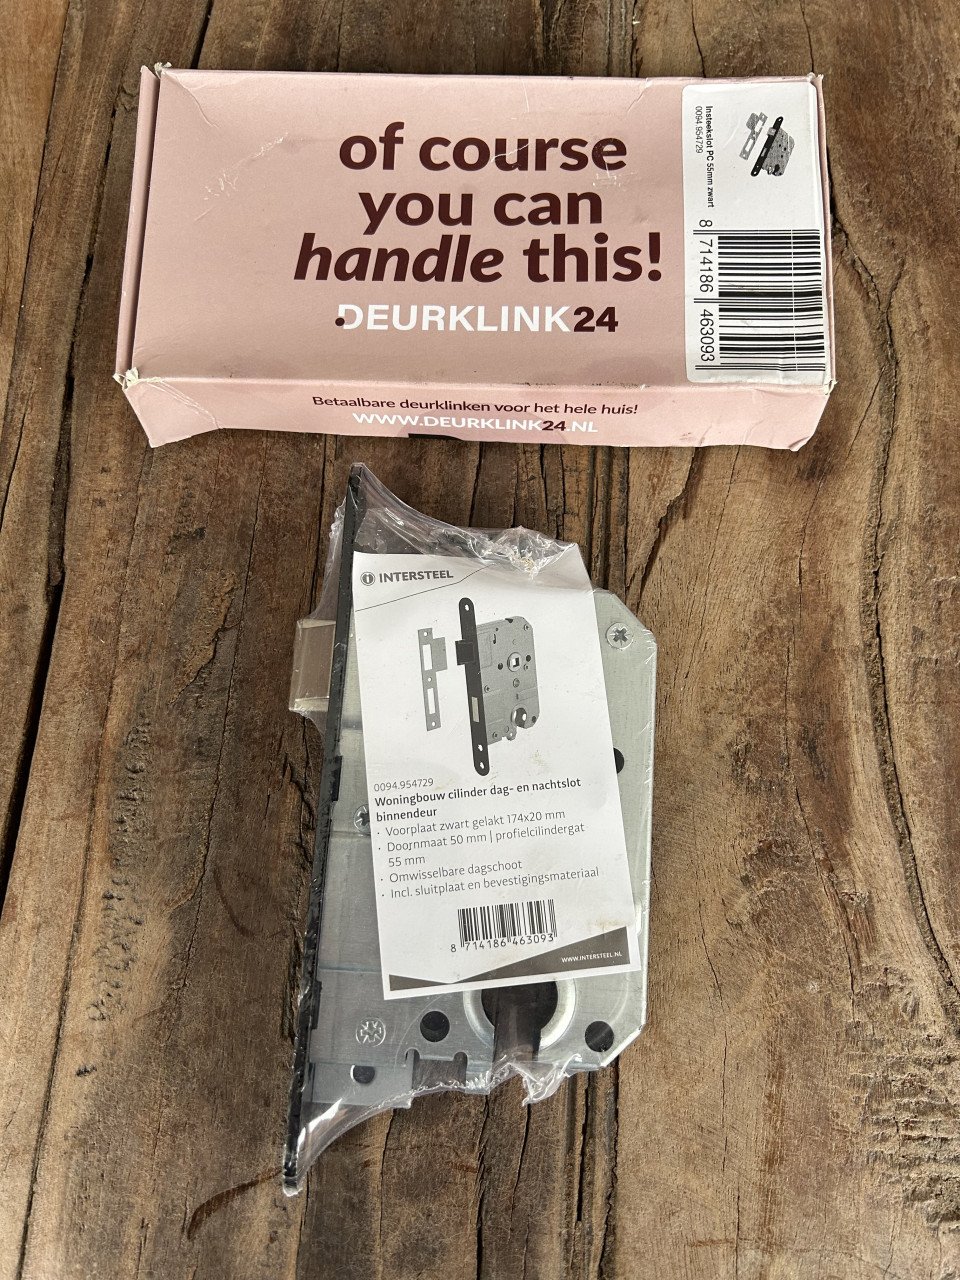 of course
you can
handle this!
DEURKLINK24
Insteekslot PC 55mm zwart
0094.954729
8 714186 463093
Betaalbare deurklinken voor het hele huis!
WWW.DEURKLINK24.NL
INTERSTEEL
0094.954729
Woningbouw cilinder dag- en nachtslot
binnendeur
· Voorplaat zwart gelakt 174x20 mm
· Doornmaat 50 mm | profielcilindergat
55 mm
· Omwisselbare dagschoot
· Incl. sluitplaat en bevestigingsmateriaal
8 714186 463093
WWW.INTERSTEEL.NL